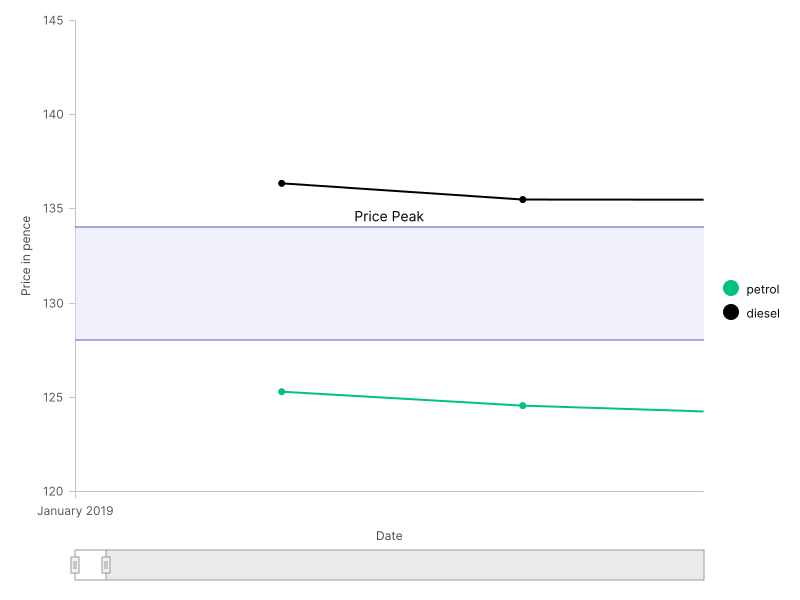 145
140
135
130
125
120
Price in pence
Price Peak
January 2019
Date
petrol
diesel